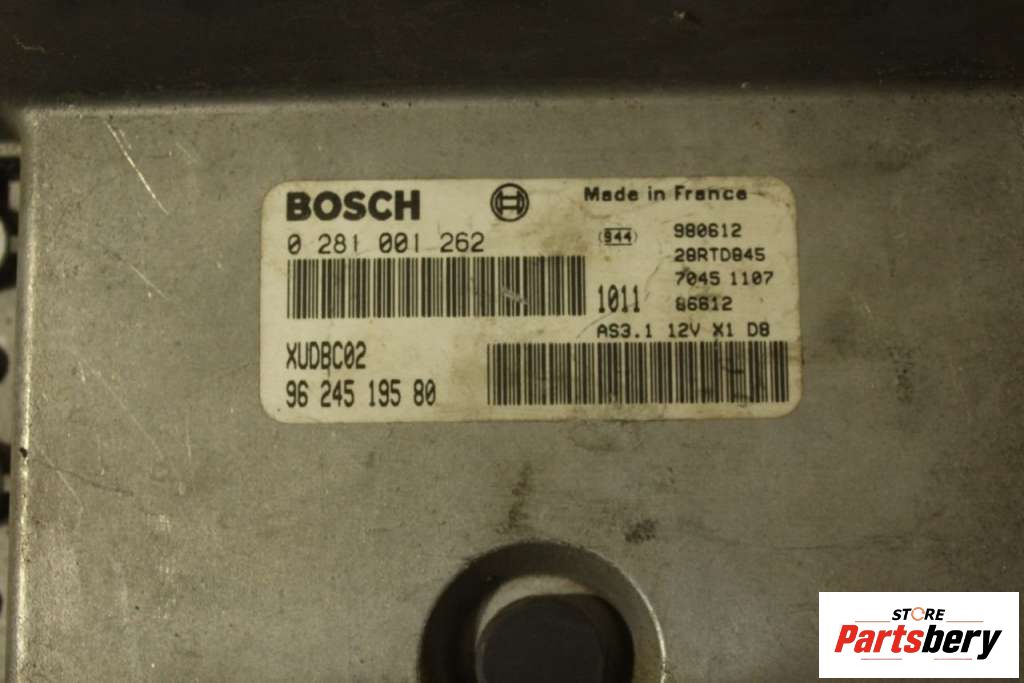 BOSCH
Made in France
0 281 001 262
944
980612
28RTD845
7045 1107
1011
86612
AS3.1 12V X1 D8
XUDBC02
96 245 195 80
STORE
Partsbery